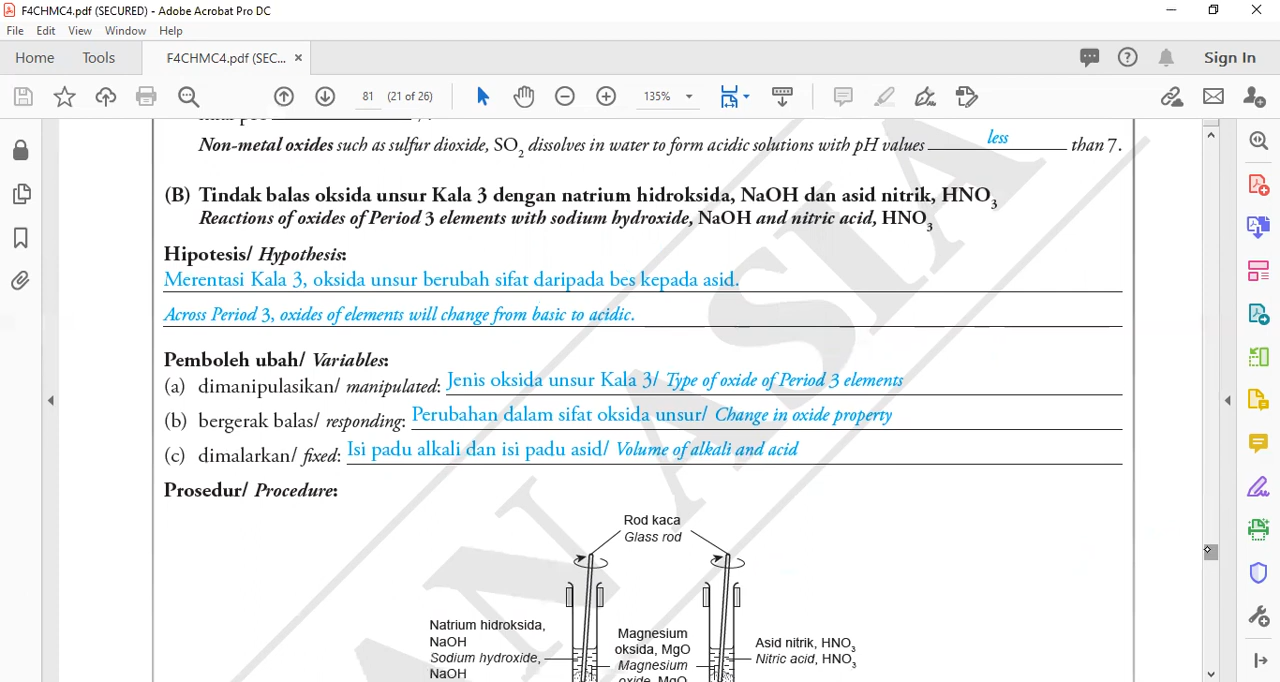 F4CHMC4.pdf (SECURED) - Adobe Acrobat Pro DC
File Edit View Window Help
Home Tools F4CHMC4.pdf (SEC... × Sign In
81 (21 of 26) 135%
Non-metal oxides such as sulfur dioxide, SO2 dissolves in water to form acidic solutions with pH values less than 7.
(B) Tindak balas oksida unsur Kala 3 dengan natrium hidroksida, NaOH dan asid nitrik, HNO3
Reactions of oxides of Period 3 elements with sodium hydroxide, NaOH and nitric acid, HNO3
Hipotesis/ Hypothesis:
Merentasi Kala 3, oksida unsur berubah sifat daripada bes kepada asid.
Across Period 3, oxides of elements will change from basic to acidic.
Pemboleh ubah/ Variables:
(a) dimanipulasikan/ manipulated: Jenis oksida unsur Kala 3/ Type of oxide of Period 3 elements
(b) bergerak balas/ responding: Perubahan dalam sifat oksida unsur/ Change in oxide property
(c) dimalarkan/ fixed: Isi padu alkali dan isi padu asid/ Volume of alkali and acid
Prosedur/ Procedure:
Rod kaca
Glass rod
Natrium hidroksida,
NaOH
Sodium hydroxide,
NaOH
Magnesium
oksida, MgO
Magnesium
oxide, MgO
Asid nitrik, HNO3
Nitric acid, HNO3